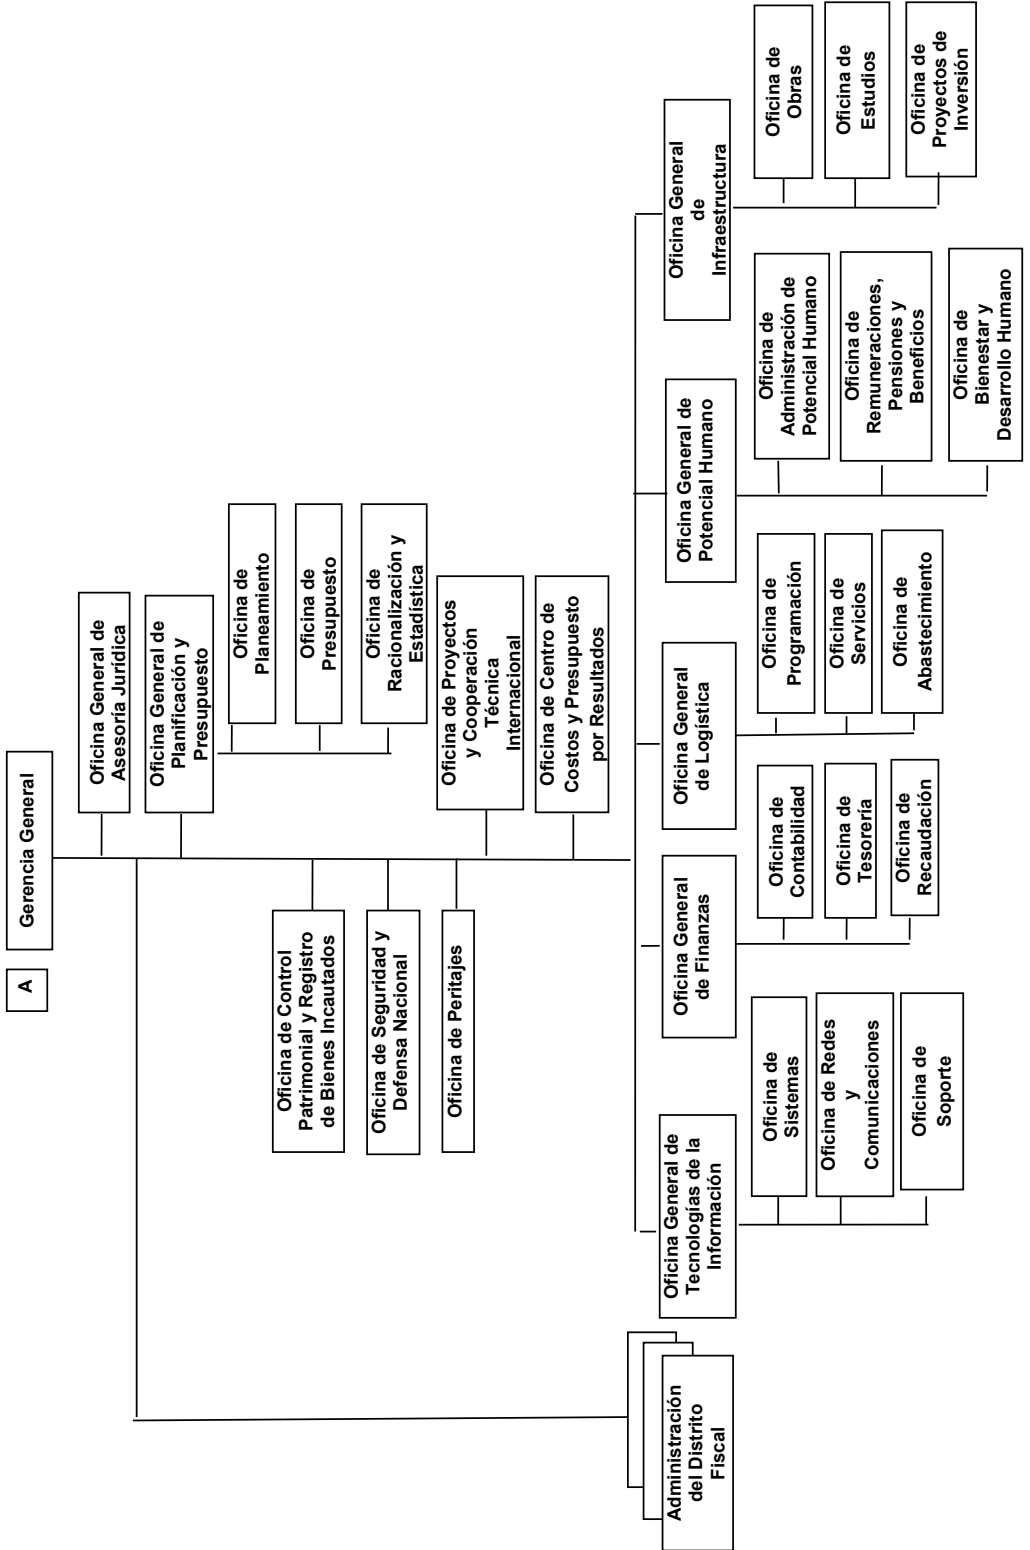 A
Gerencia General
Oficina General de
Asesoría Jurídica
Oficina General de
Planificación y
Presupuesto
Oficina de
Planeamiento
Oficina de
Presupuesto
Oficina de
Racionalización y
Estadística
Oficina de Control
Patrimonial y Registro
de Bienes Incautados
Oficina de Seguridad y
Defensa Nacional
Oficina de Peritajes
Oficina de Proyectos
y Cooperación
Técnica
Internacional
Oficina de Centro de
Costos y Presupuesto
por Resultados
Administración
del Distrito
Fiscal
Oficina General de
Tecnologías de la
Información
Oficina de
Sistemas
Oficina de Redes
y
Comunicaciones
Oficina de
Soporte
Oficina General
de Finanzas
Oficina de
Contabilidad
Oficina de
Tesorería
Oficina de
Recaudación
Oficina General
de Logística
Oficina de
Programación
Oficina de
Servicios
Oficina de
Abastecimiento
Oficina General de
Potencial Humano
Oficina de
Administración de
Potencial Humano
Oficina de
Remuneraciones,
Pensiones y
Beneficios
Oficina de
Bienestar y
Desarrollo Humano
Oficina General
de
Infraestructura
Oficina de
Obras
Oficina de
Estudios
Oficina de
Proyectos de
Inversión